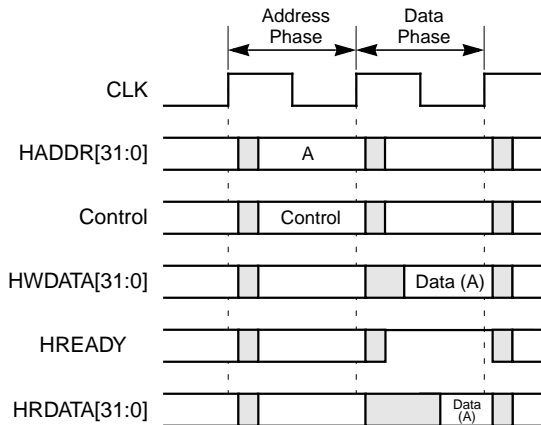 Address
Phase
Data
Phase
CLK
HADDR[31:0]
A
Control
Control
HWDATA[31:0]
Data (A)
HREADY
HRDATA[31:0]
Data
(A)